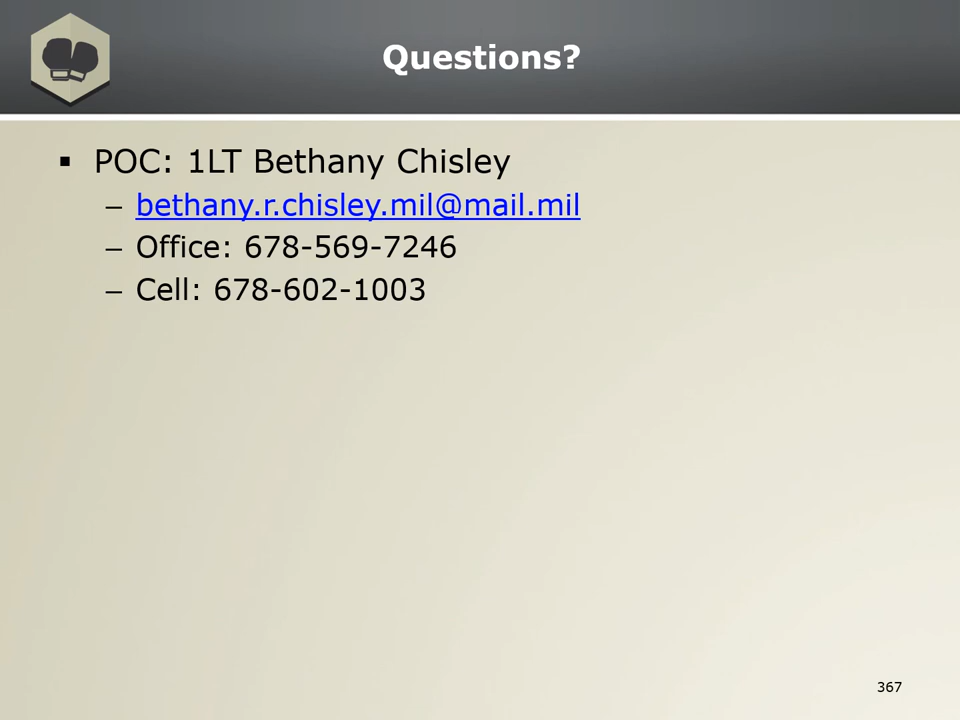 Questions?
▪ POC: 1LT Bethany Chisley
– bethany.r.chisley.mil@mail.mil
– Office: 678-569-7246
– Cell: 678-602-1003
367